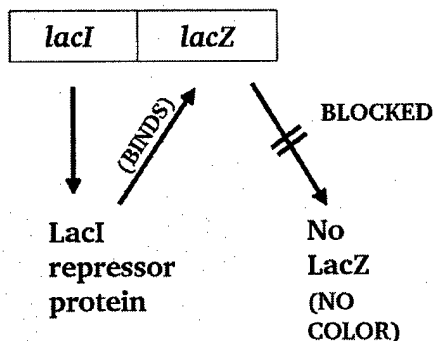 lacI lacZ
(BINDS)
BLOCKED
LacI
repressor
protein
No
LacZ
(NO
COLOR)